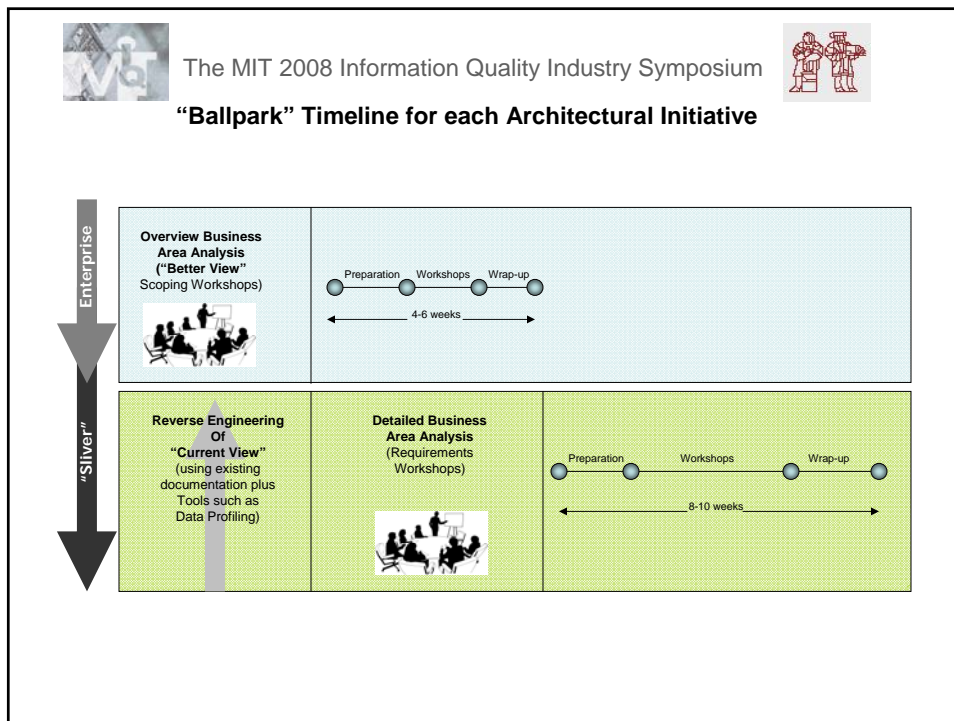 MIT
The MIT 2008 Information Quality Industry Symposium
“Ballpark” Timeline for each Architectural Initiative
Enterprise
Overview Business
Area Analysis
(“Better View”
Scoping Workshops)
Preparation Workshops Wrap-up
4-6 weeks
“Sliver”
Reverse Engineering
Of
“Current View”
(using existing
documentation plus
Tools such as
Data Profiling)
Detailed Business
Area Analysis
(Requirements
Workshops)
Preparation Workshops Wrap-up
8-10 weeks